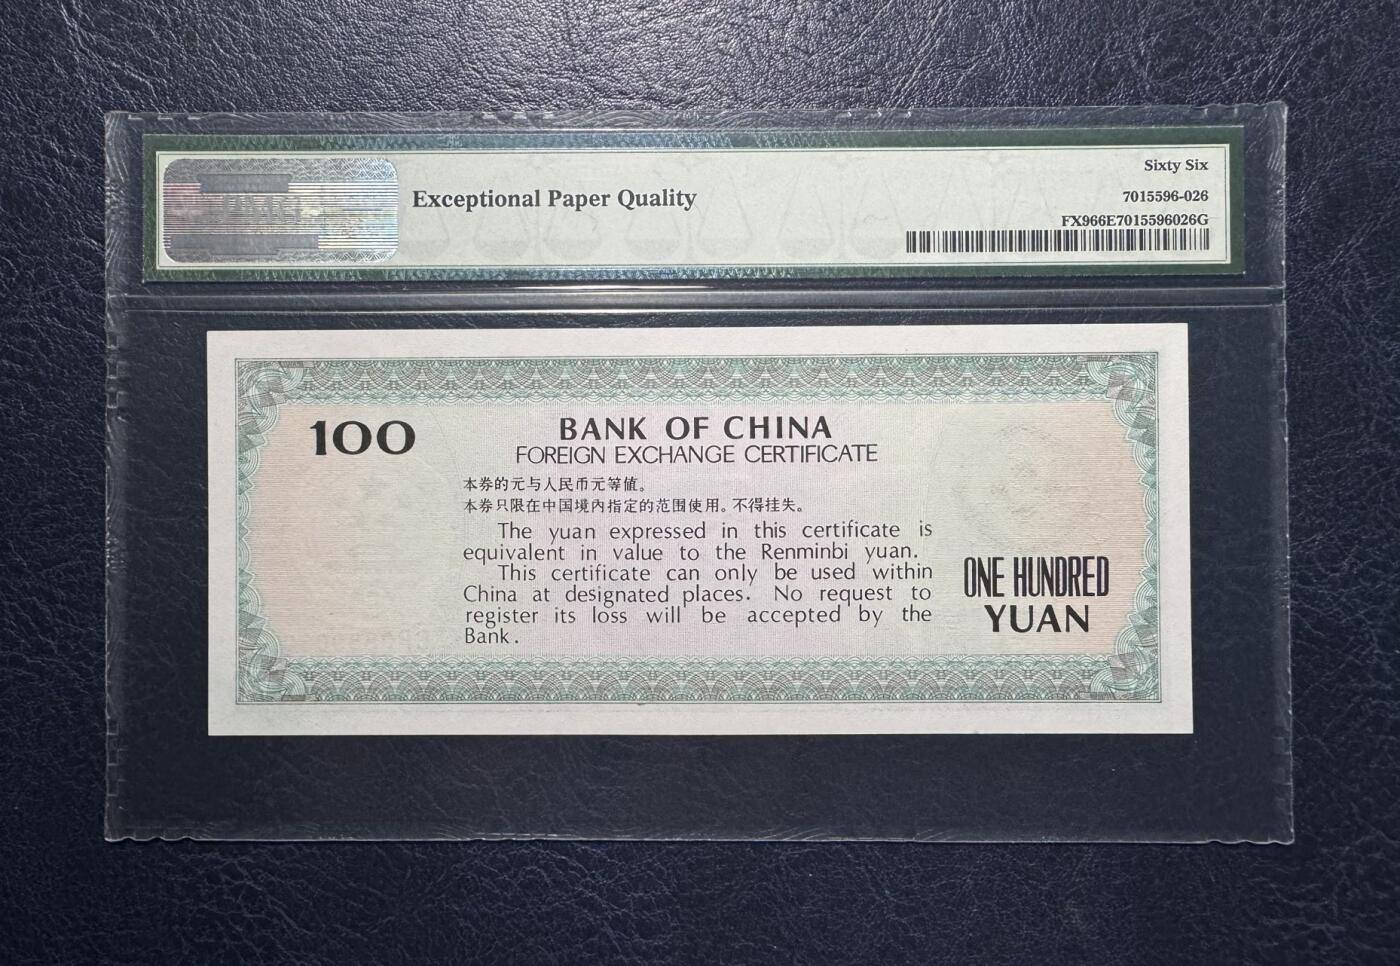 Exceptional Paper Quality
Sixty Six
7015596-026
FX966E7015596026G
100
BANK OF CHINA
FOREIGN EXCHANGE CERTIFICATE
本券的元与人民币元等值。
本券只限在中国境内指定的范围使用。不得挂失。
The yuan expressed in this certificate is
equivalent in value to the Renminbi yuan.
This certificate can only be used within
China at designated places. No request to
register its loss will be accepted by the
Bank.
ONE HUNDRED
YUAN